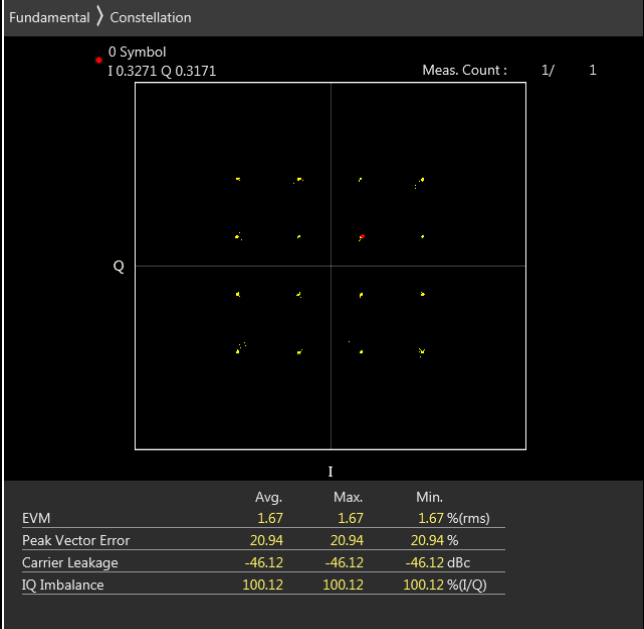 Fundamental 〉 Constellation
0 Symbol
I 0.3271 Q 0.3171
Meas. Count : 1/ 1
Q
I
Avg. Max. Min.
EVM 1.67 1.67 1.67 %(rms)
Peak Vector Error 20.94 20.94 20.94 %
Carrier Leakage -46.12 -46.12 -46.12 dBc
IQ Imbalance 100.12 100.12 100.12 %(I/Q)